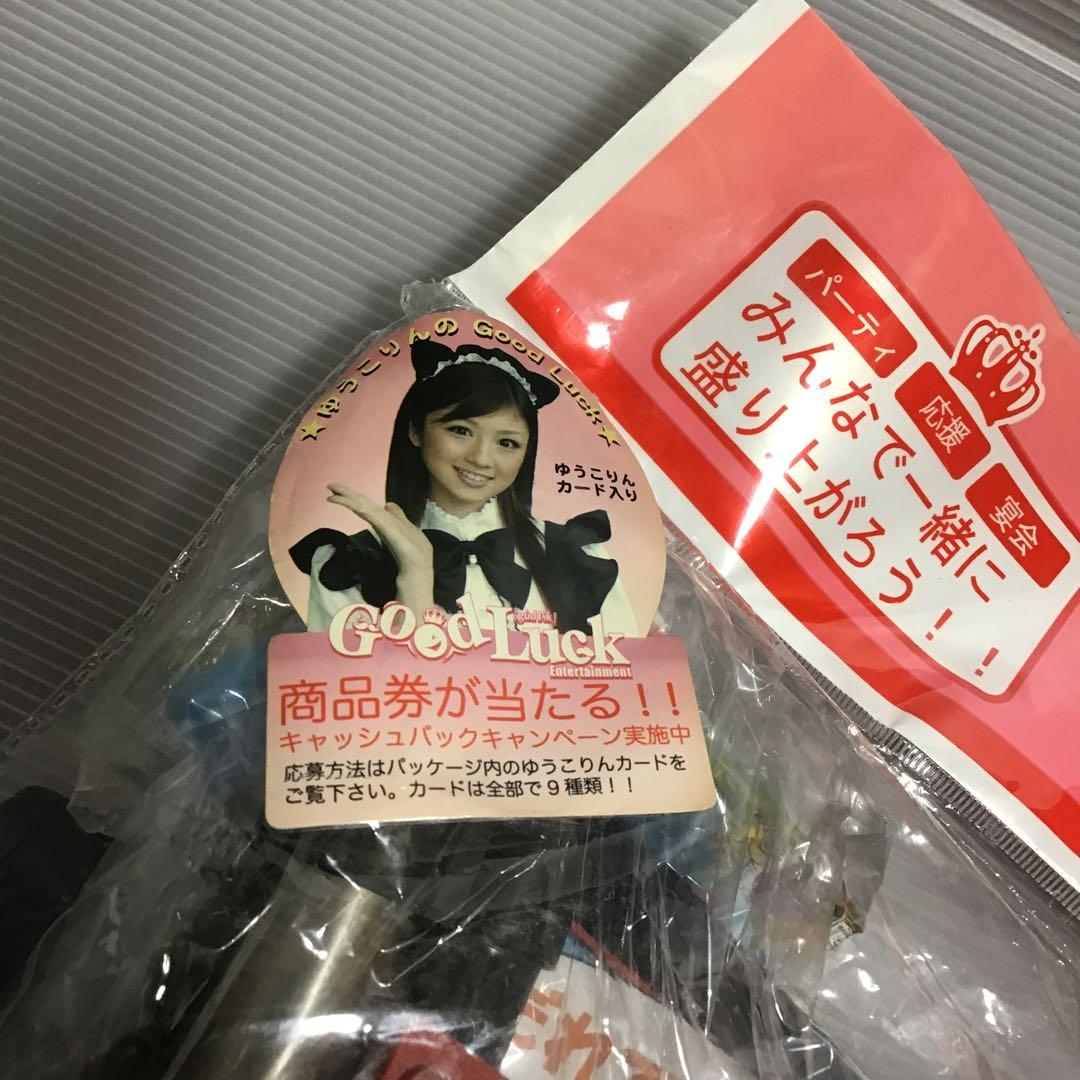 ★ゆうこりんの Good Luck★
ゆうこりん
カード入り
Good Luck
Entertainment
商品券が当たる!!
キャッシュバックキャンペーン実施中
応募方法はパッケージ内のゆうこりんカードを
ご覧下さい。カードは全部で9種類!!
パーティ 応援 宴会
みんなで一緒に
盛り上がろう!!